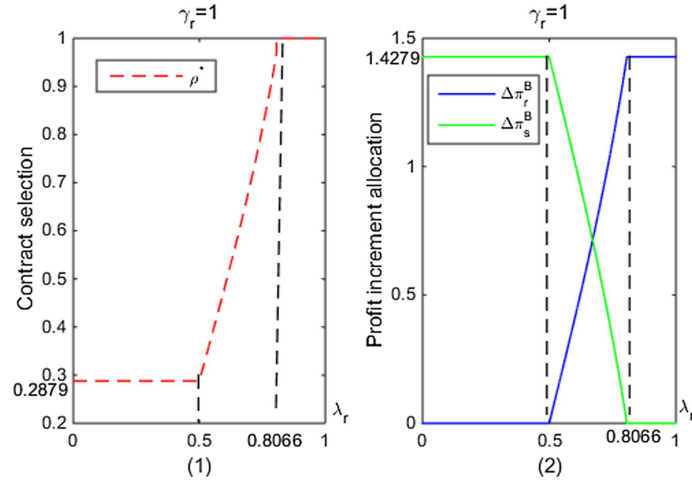 γr=1
1
0.9
0.8
0.7
0.6
0.5
0.4
0.3
0.2879
0.2
Contract selection
ρ*
0
0.5
0.8066
1
λr
(1)
γr=1
1.5
1.4279
1
0.5
0
Profit increment allocation
Δπ_r^B
Δπ_s^B
0
0.5
0.8066
1
λr
(2)